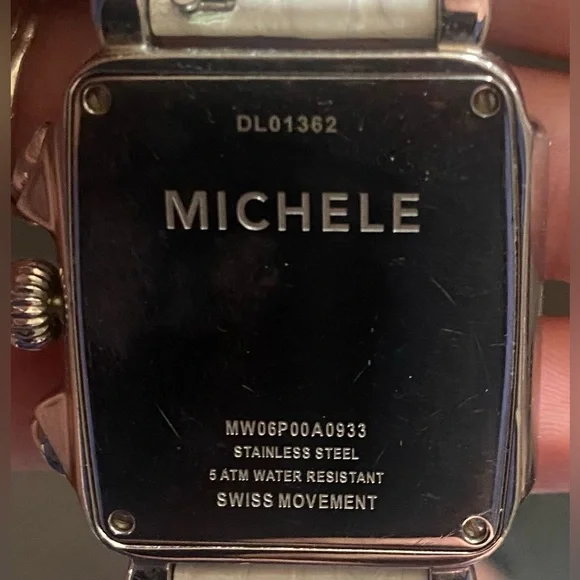 DL01362
MICHELE
MW06P00A0933
STAINLESS STEEL
5 ATM WATER RESISTANT
SWISS MOVEMENT